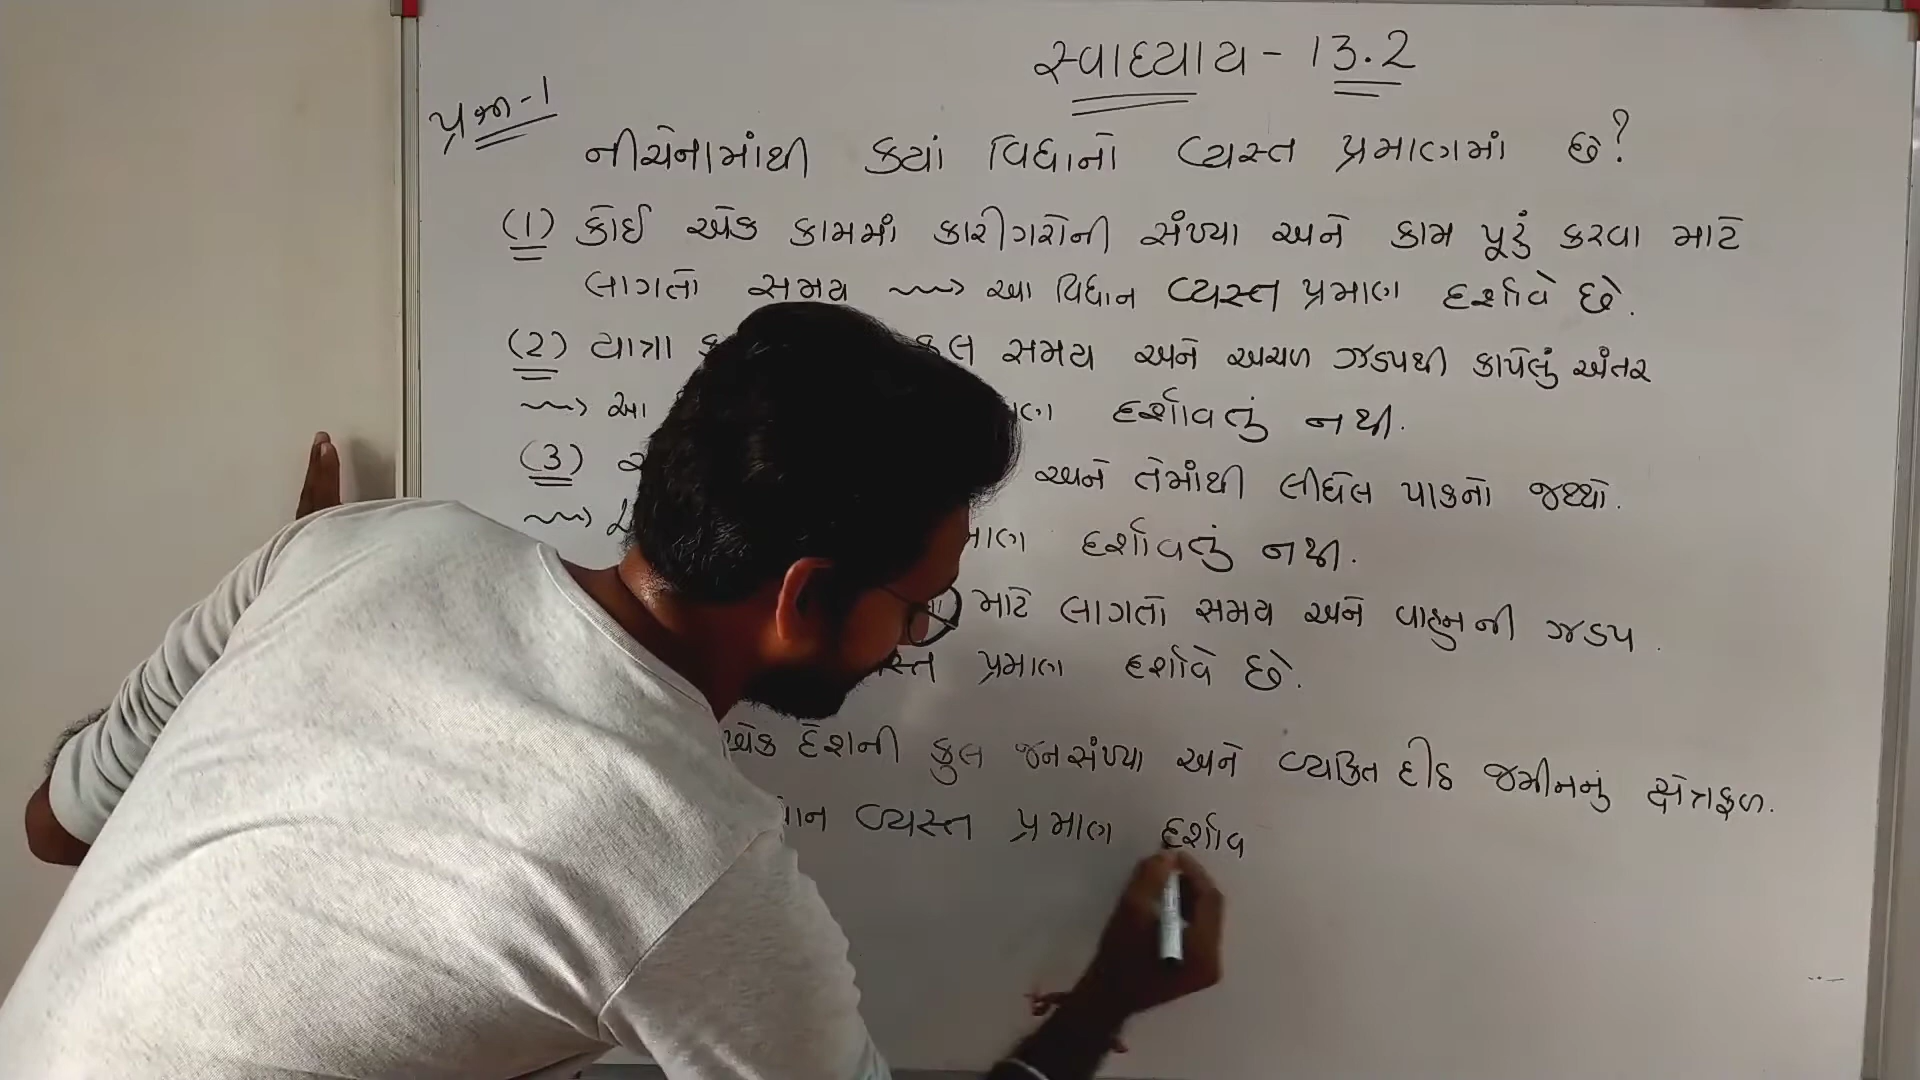 સ્વાધ્યાય - 13.2
પ્રશ્ન-1
નીચેનામાંથી કયાં વિધાનો વ્યસ્ત પ્રમાણમાં છે?
(1) કોઈ એક કામમાં કારીગરોની સંખ્યા અને કામ પૂરું કરવા માટે
લાગતો સમય આ વિધાન વ્યસ્ત પ્રમાણ દર્શાવે છે.
(2) યાત્રા સમય અને અચળ ઝડપથી કાપેલું અંતર
આ દર્શાવતું નથી.
(3) અને તેમાંથી લીધેલ પાકનો જથ્થો.
દર્શાવતું નથી.
માટે લાગતો સમય અને વાહનની ઝડપ.
પ્રમાણ દર્શાવે છે.
દેશની કુલ જનસંખ્યા અને વ્યક્તિ દીઠ જમીનનું ક્ષેત્રફળ.
વ્યસ્ત પ્રમાણ દર્શાવ